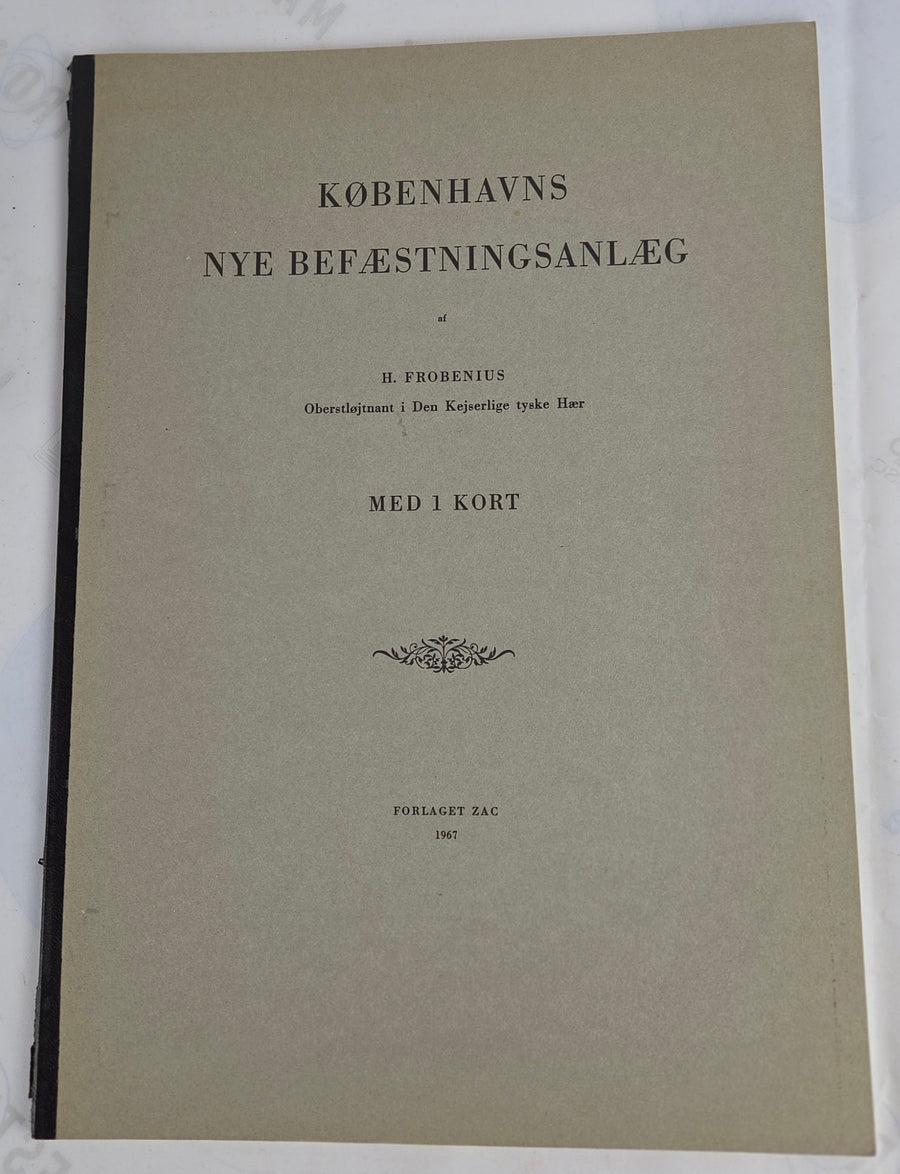 KØBENHAVNS
NYE BEFÆSTNINGSANLÆG
af
H. FROBENIUS
Oberstløjtnant i Den Kejserlige tyske Hær
MED 1 KORT
FORLAGET ZAC
1967